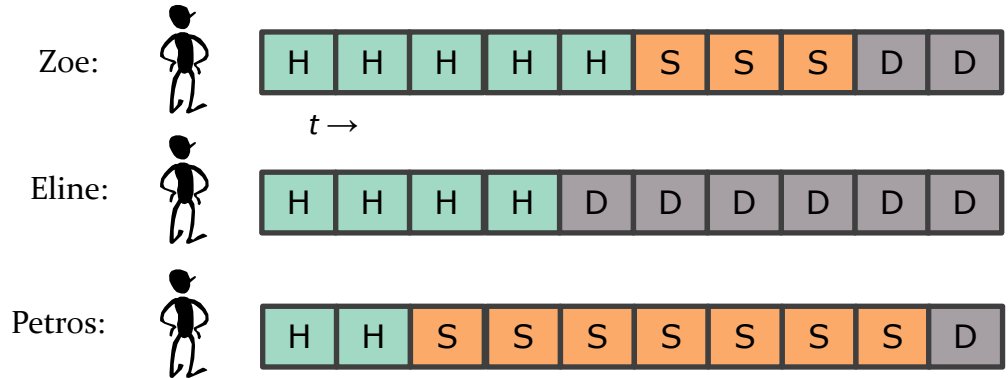 Zoe: H H H H H S S S D D
t →
Eline: H H H H D D D D D D
Petros: H H S S S S S S S D